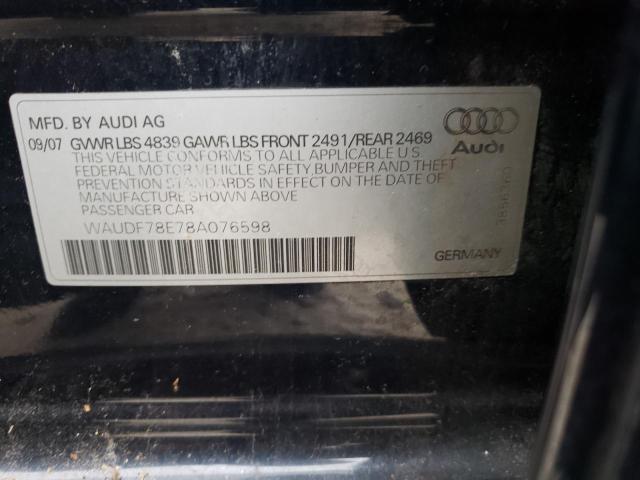 MFD. BY AUDI AG
09/07 GVWR LBS 4839 GAWR LBS FRONT 2491/REAR 2469
THIS VEHICLE CONFORMS TO ALL APPLICABLE U.S.
FEDERAL MOTOR VEHICLE SAFETY, BUMPER AND THEFT
PREVENTION STANDARDS IN EFFECT ON THE DATE OF
MANUFACTURE SHOWN ABOVE
PASSENGER CAR
WAUDF78E78A076598
Audi
GERMANY